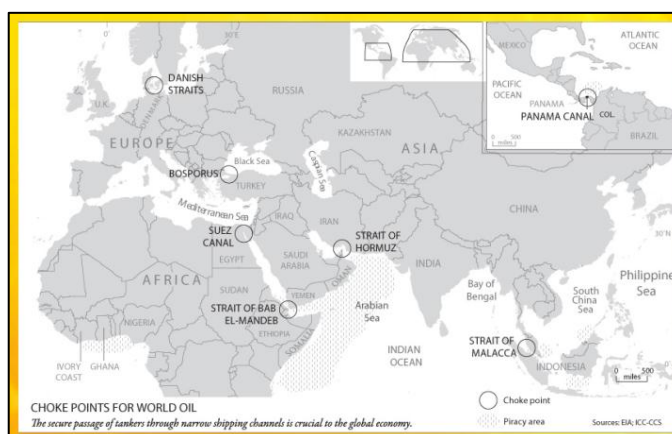 DANISH
STRAITS
U.K.
DENMARK
RUSSIA
EUROPE
KAZAKHSTAN
ASIA
Black Sea
Caspian Sea
BOSPORUS
TURKEY
Mediterranean Sea
SUEZ
CANAL
IRAQ
IRAN
STRAIT OF
HORMUZ
CHINA
30°N
EGYPT
SAUDI
ARABIA
OMAN
INDIA
AFRICA
SUDAN
YEMEN
STRAIT OF BAB
EL-MANDEB
ETHIOPIA
SOMALIA
Arabian
Sea
Bay of
Bengal
South
China
Sea
Philippine
Sea
NIGERIA
IVORY
COAST
GHANA
INDIAN
OCEAN
STRAIT OF
MALACCA
INDONESIA
0 500
miles
MEXICO
ATLANTIC
OCEAN
PACIFIC
OCEAN
PANAMA
PANAMA CANAL
COL.
BRAZIL
0 500
miles
CHOKE POINTS FOR WORLD OIL
The secure passage of tankers through narrow shipping channels is crucial to the global economy.
Choke point
Piracy area
Sources: EIA; ICC-CCS